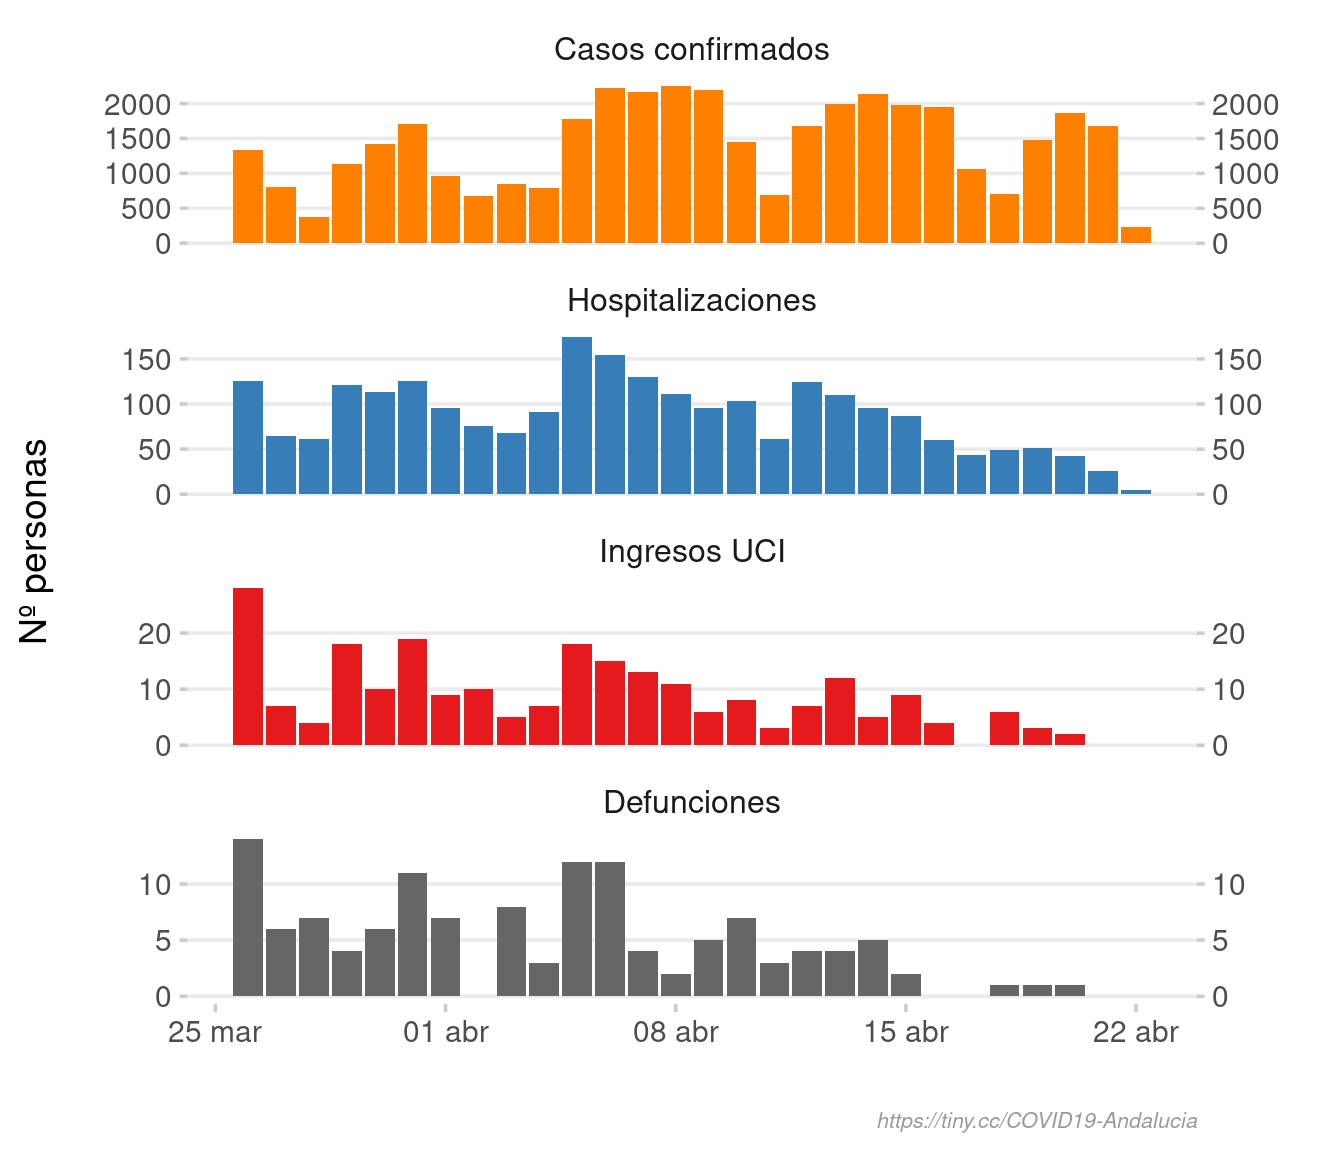 Casos confirmados
2000 2000
1500 1500
1000 1000
500 500
0 0
Hospitalizaciones
150 150
100 100
50 50
0 0
Nº personas
Ingresos UCI
20 20
10 10
0 0
Defunciones
10 10
5 5
0 0
25 mar 01 abr 08 abr 15 abr 22 abr
https://tiny.cc/COVID19-Andalucia